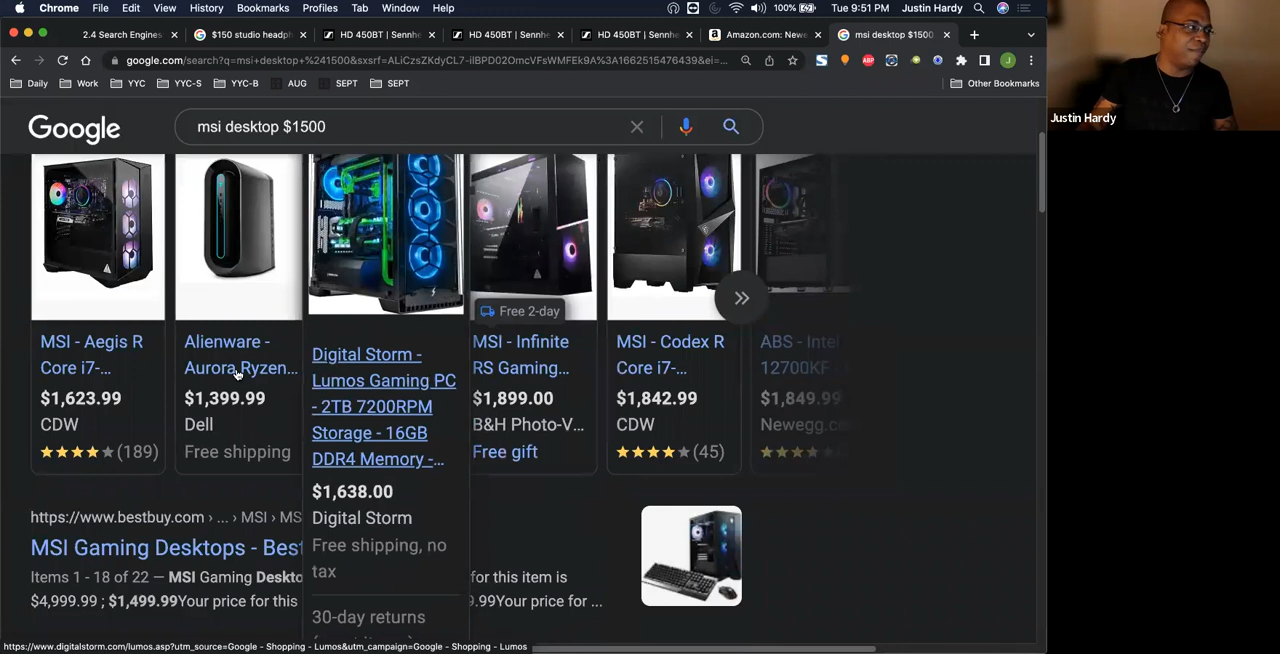 Chrome File Edit View History Bookmarks Profiles Tab Window Help 100% Tue 9:51 PM Justin Hardy
2.4 Search Engines $150 studio headph HD 450BT | Sennhe HD 450BT | Sennhe HD 450BT | Sennhe Amazon.com: Newe msi desktop $1500
google.com/search?q=msi+desktop+%241500&sxsrf=ALiCzsZKdyCL7-ilBPD02OmcVFsWMFEk9A%3A1662515476439&ei=...
Daily Work YYC YYC-S YYC-B AUG SEPT SEPT Other Bookmarks
Justin Hardy
Google msi desktop $1500
Free 2-day
MSI - Aegis R
Core i7-...
$1,623.99
CDW
(189)
Alienware -
Aurora Ryzen...
$1,399.99
Dell
Free shipping
Digital Storm -
Lumos Gaming PC
- 2TB 7200RPM
Storage - 16GB
DDR4 Memory -...
$1,638.00
Digital Storm
Free shipping, no
tax
30-day returns
MSI - Infinite
RS Gaming...
$1,899.00
B&H Photo-V...
Free gift
MSI - Codex R
Core i7-...
$1,842.99
CDW
(45)
ABS - Intel
12700KF
$1,849.99
Newegg.co
https://www.bestbuy.com › ... › MSI › MS
MSI Gaming Desktops - Best
Items 1 - 18 of 22 — MSI Gaming Deskto for this item is
$4,999.99 ; $1,499.99Your price for this 9.99Your price for ...
https://www.digitalstorm.com/lumos.asp?utm_source=Google - Shopping - Lumos&utm_campaign=Google - Shopping - Lumos